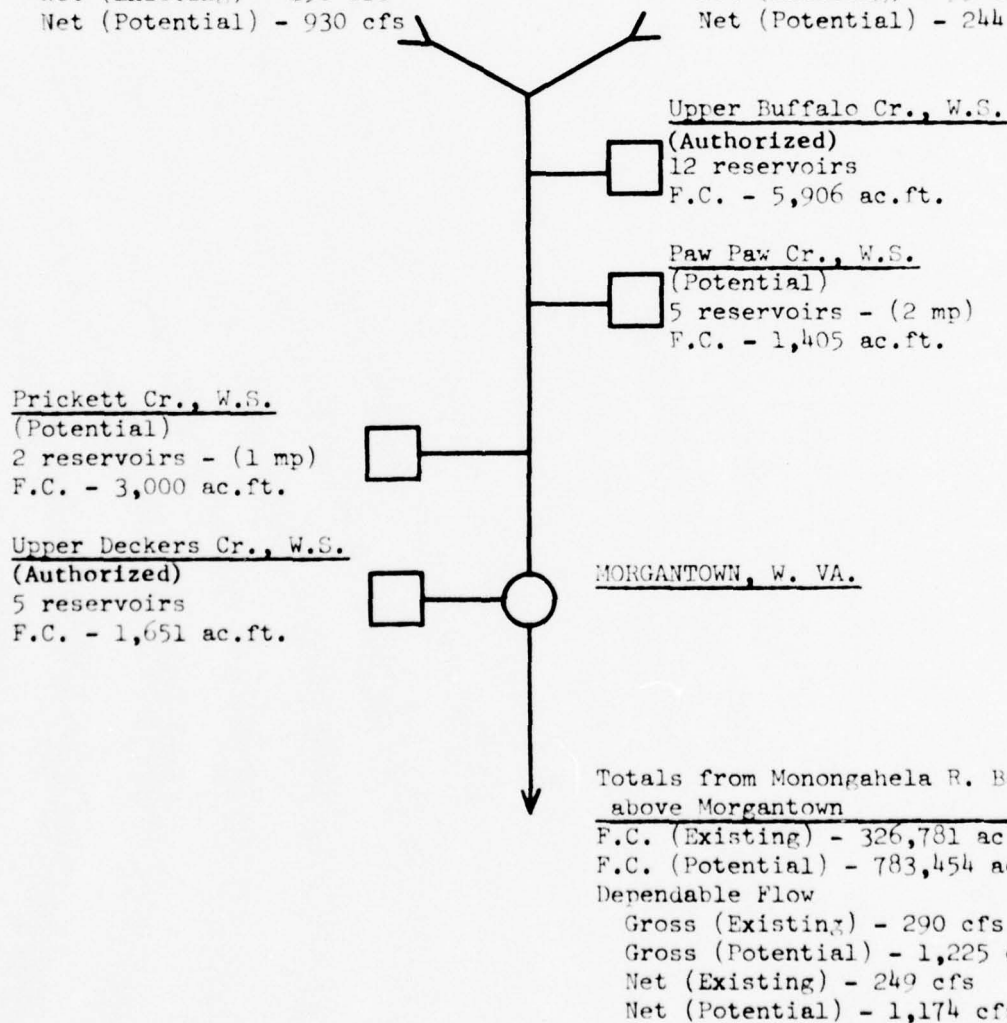 Net (Potential) - 930 cfs
Net (Potential) - 244
Upper Buffalo Cr., W.S.
(Authorized)
12 reservoirs
F.C. - 5,906 ac.ft.
Paw Paw Cr., W.S.
(Potential)
5 reservoirs - (2 mp)
F.C. - 1,405 ac.ft.
Prickett Cr., W.S.
(Potential)
2 reservoirs - (1 mp)
F.C. - 3,000 ac.ft.
Upper Deckers Cr., W.S.
(Authorized)
5 reservoirs
F.C. - 1,651 ac.ft.
MORGANTOWN, W. VA.
Totals from Monongahela R. B
above Morgantown
F.C. (Existing) - 326,781 ac
F.C. (Potential) - 783,454 a
Dependable Flow
Gross (Existing) - 290 cfs
Gross (Potential) - 1,225
Net (Existing) - 249 cfs
Net (Potential) - 1,174 cf